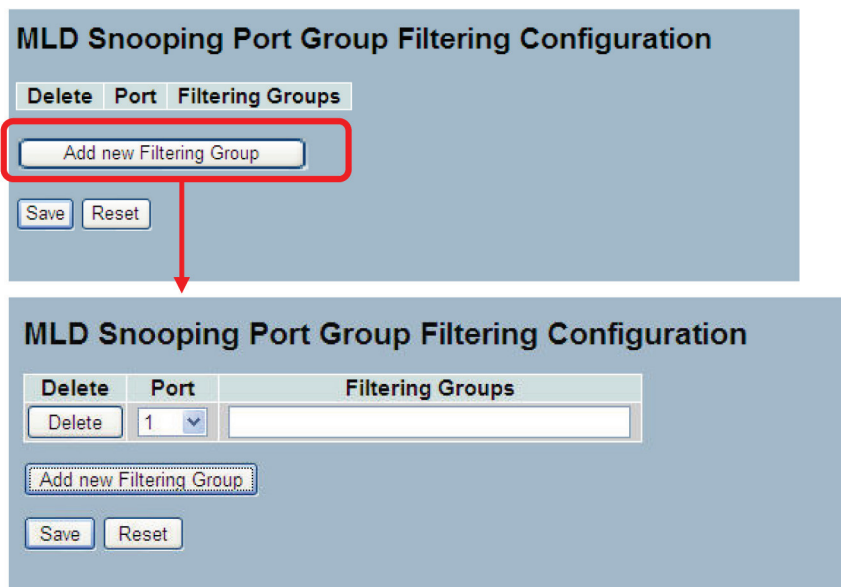 MLD Snooping Port Group Filtering Configuration
Delete Port Filtering Groups
Add new Filtering Group
Save Reset
MLD Snooping Port Group Filtering Configuration
Delete Port Filtering Groups
Delete 1
Add new Filtering Group
Save Reset